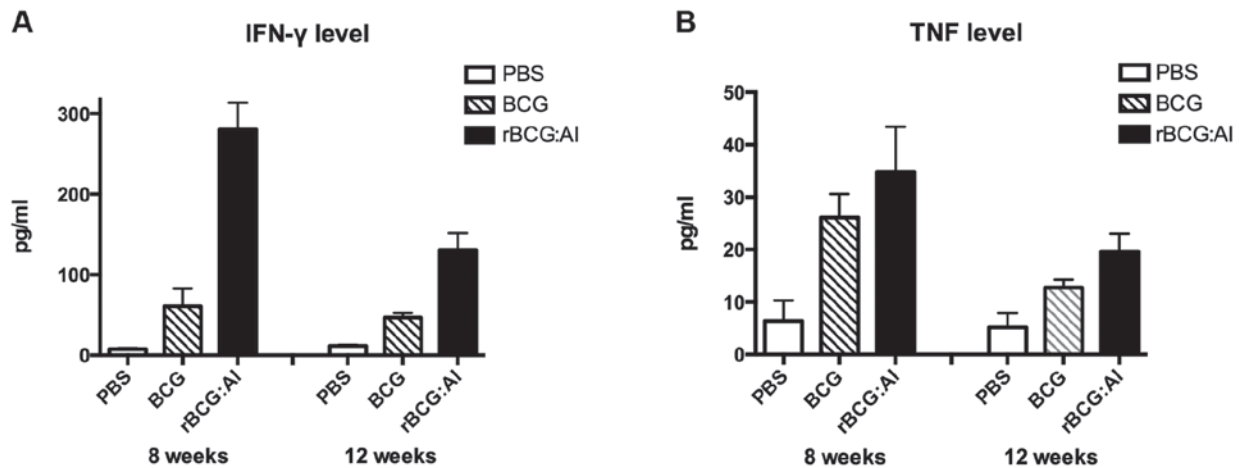 A
IFN-γ level
PBS
BCG
rBCG:AI
pg/ml
300
200
100
0
PBS
BCG
rBCG:AI
PBS
BCG
rBCG:AI
8 weeks
12 weeks
B
TNF level
PBS
BCG
rBCG:AI
pg/ml
50
40
30
20
10
0
PBS
BCG
rBCG:AI
PBS
BCG
rBCG:AI
8 weeks
12 weeks